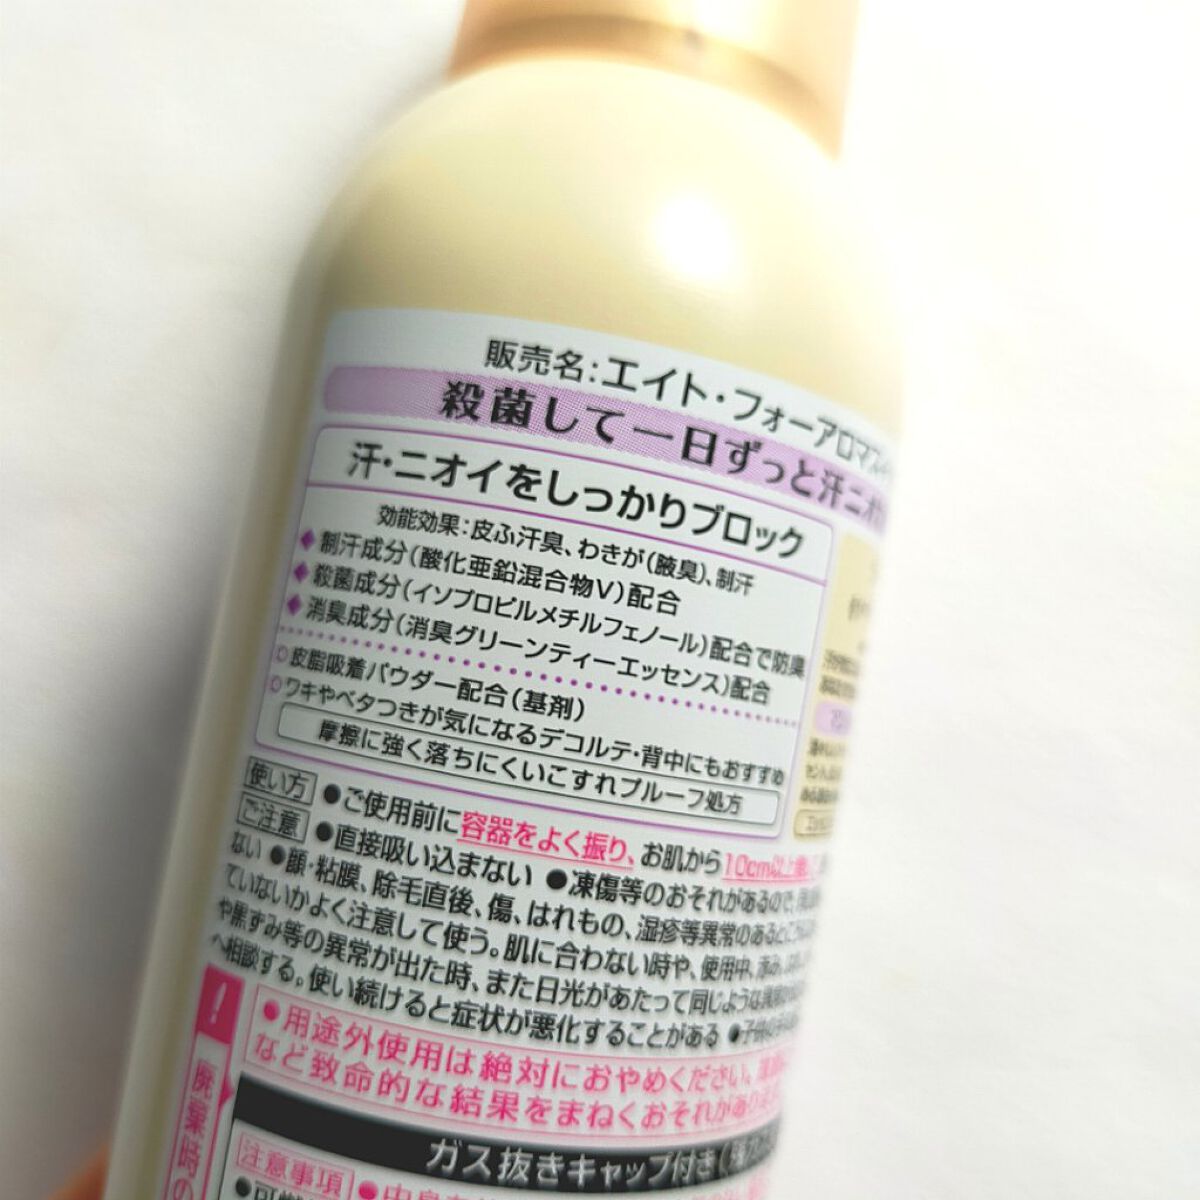 販売名：エイト・フォーアロマス
殺菌して一日ずっと汗ニオイ
汗・ニオイをしっかりブロック
効能効果：皮ふ汗臭、わきが(腋臭)、制汗
◆制汗成分(酸化亜鉛混合物V)配合
◆殺菌成分(イソプロピルメチルフェノール)配合で防臭
◆消臭成分(消臭グリーンティーエッセンス)配合
○皮脂吸着パウダー配合(基剤)
○ワキやベタつきが気になるデコルテ・背中にもおすすめ
摩擦に強く落ちにくいこすれプルーフ処方
使い方 ●ご使用前に容器をよく振り、お肌から10cm以上離して
ご注意 ●直接吸い込まない ●凍傷等のおそれがあるので、
ない ●顔・粘膜、除毛直後、傷、はれもの、湿疹等異常のあるところ
ていないかよく注意して使う。肌に合わない時や、使用中、赤み、
や黒ずみ等の異常が出た時、また日光があたって同じような異常
へ相談する。使い続けると症状が悪化することがある ●子供の手の
! ●用途外使用は絶対におやめください。
など致命的な結果をまねくおそれがあり
廃棄時の
ガス抜きキャップ付き
注意事項